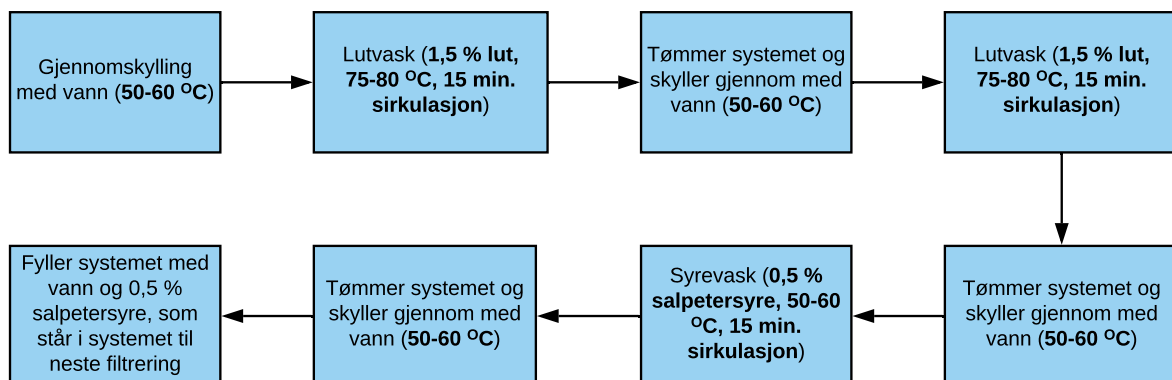 Gjennomskylling
med vann (50-60 ᴼC)
Lutvask (1,5 % lut,
75-80 ᴼC, 15 min.
sirkulasjon)
Tømmer systemet og
skyller gjennom med
vann (50-60 ᴼC)
Lutvask (1,5 % lut,
75-80 ᴼC, 15 min.
sirkulasjon)
Tømmer systemet og
skyller gjennom med
vann (50-60 ᴼC)
Syrevask (0,5 %
salpetersyre, 50-60
ᴼC, 15 min.
sirkulasjon)
Tømmer systemet og
skyller gjennom med
vann (50-60 ᴼC)
Fyller systemet med
vann og 0,5 %
salpetersyre, som
står i systemet til
neste filtrering